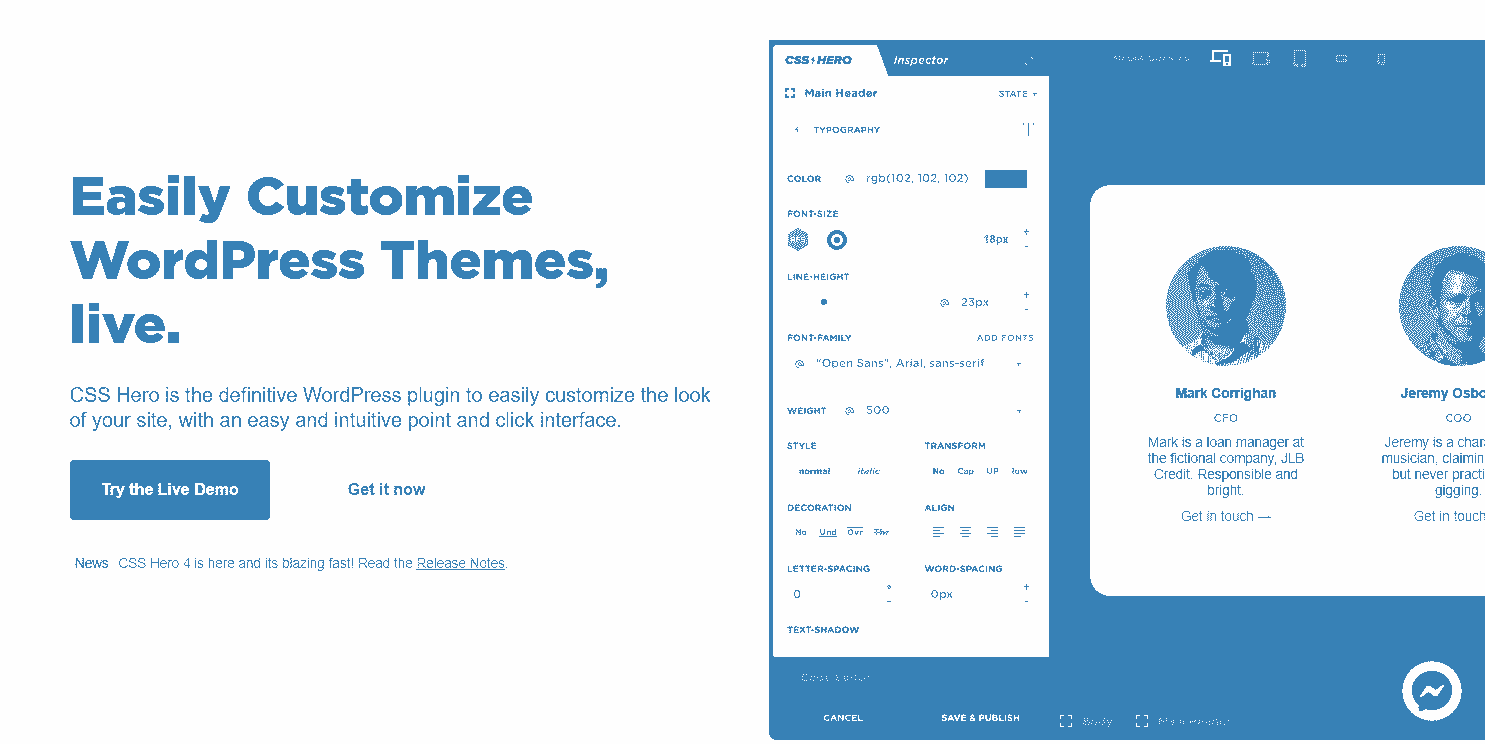 Easily Customize
WordPress Themes,
live.
CSS Hero is the definitive WordPress plugin to easily customize the look
of your site, with an easy and intuitive point and click interface.
Try the Live Demo
Get it now
News CSS Hero 4 is here and its blazing fast! Read the Release Notes.
CSS HERO Inspector
Main Header STATE
TYPOGRAPHY T
COLOR @ rgb(102, 102, 102)
FONT-SIZE
18px + -
LINE-HEIGHT
@ 23px + -
FONT-FAMILY ADD FONTS
@ "Open Sans", Arial, sans-serif
WEIGHT @ 500
STYLE TRANSFORM
normal italic No Cap UP low
DECORATION ALIGN
No Und Ovr Thr
LETTER-SPACING WORD-SPACING
0 + - 0px + -
TEXT-SHADOW
Code Editor
CANCEL SAVE & PUBLISH
Body Main Header
Mark Corrighan
CFO
Mark is a loan manager at
the fictional company, JLB
Credit. Responsible and
bright.
Get in touch —
Jeremy Osbo
COO
Jeremy is a char
musician, claimin
but never practi
gigging.
Get in touch